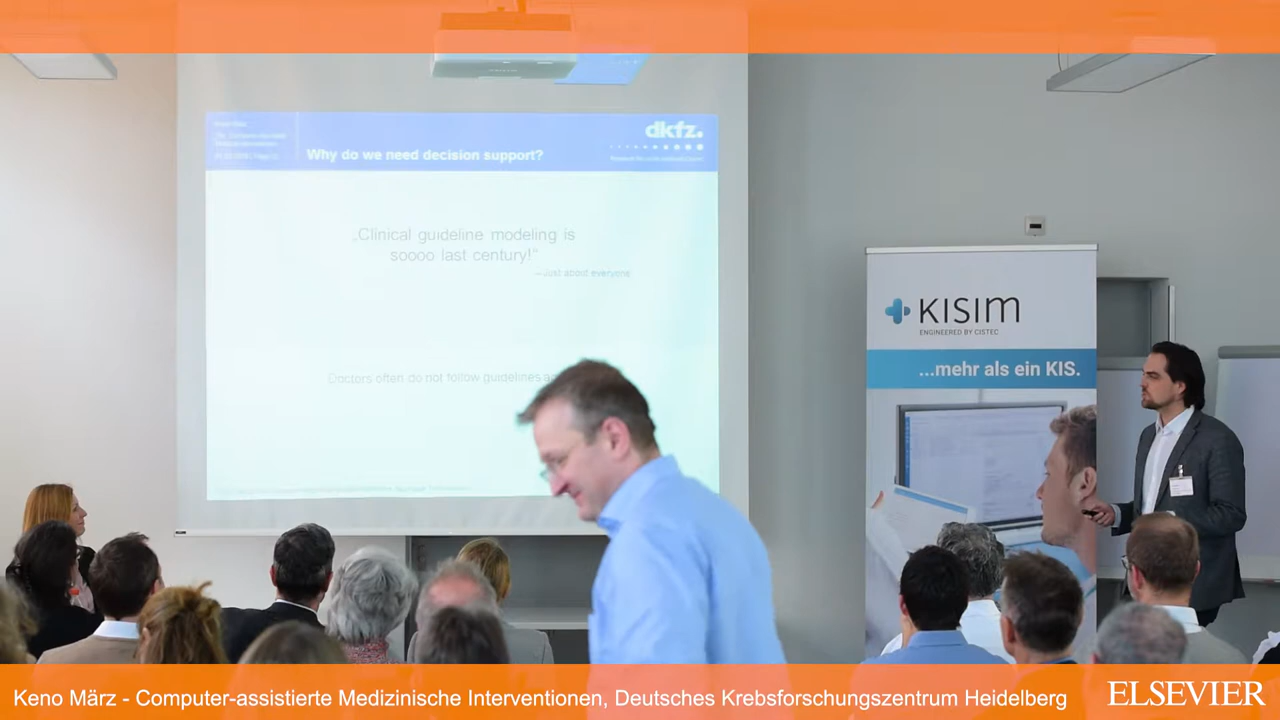 dkfz.
Why do we need decision support?
„Clinical guideline modeling is
soooo last century!“
—Just about everyone
Doctors often do not follow guidelines
KISIM
ENGINEERED BY CISTEC
...mehr als ein KIS.
Keno März - Computer-assistierte Medizinische Interventionen, Deutsches Krebsforschungszentrum Heidelberg
ELSEVIER